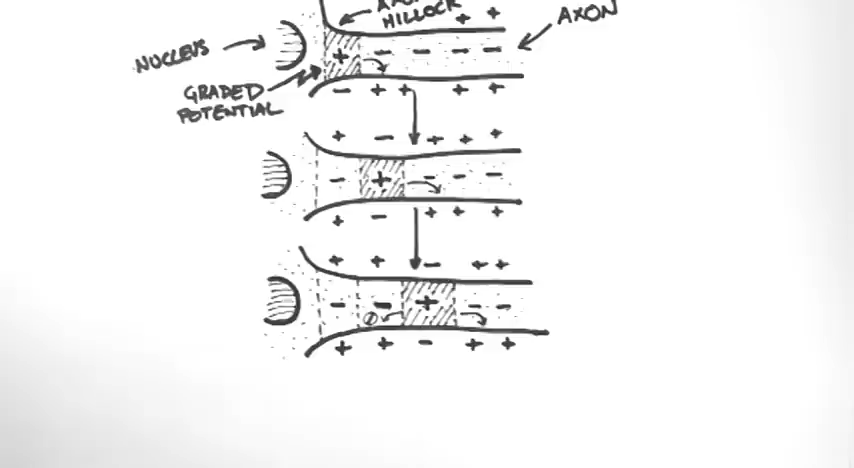 HILLOCK
AXON
NUCLEUS
GRADED
POTENTIAL
+ +
+ - - - -
- + + + +
+ - + + +
- + - - -
+ - + + +
+ + - + +
- - + - -
+ + - + +